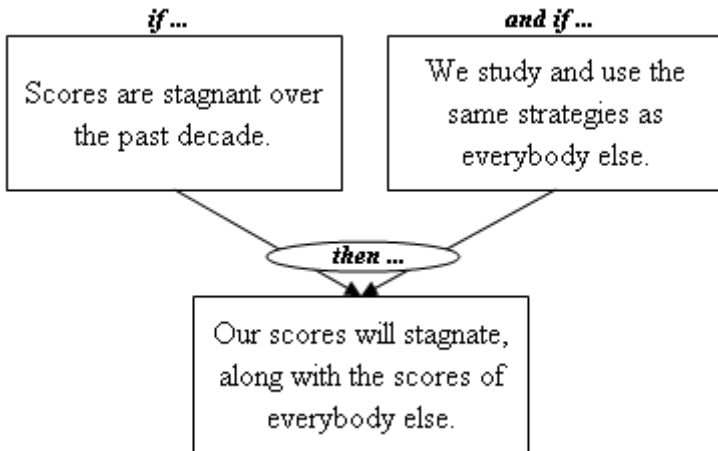 if ...
and if ...
Scores are stagnant over
the past decade.
We study and use the
same strategies as
everybody else.
then ...
Our scores will stagnate,
along with the scores of
everybody else.